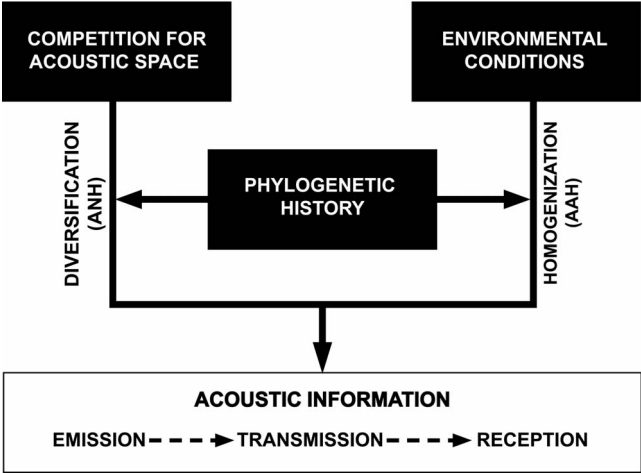 COMPETITION FOR
ACOUSTIC SPACE
ENVIRONMENTAL
CONDITIONS
DIVERSIFICATION
(ANH)
PHYLOGENETIC
HISTORY
HOMOGENIZATION
(AAH)
ACOUSTIC INFORMATION
EMISSION TRANSMISSION RECEPTION